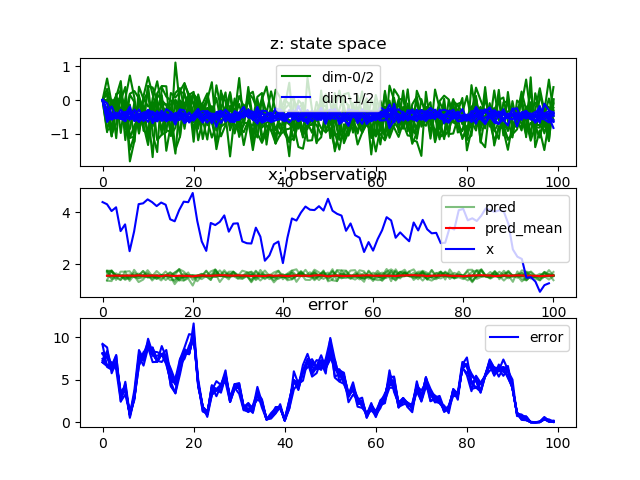 z: state space
1
0
−1
dim-0/2
dim-1/2
0 20 40 60 80 100
x: observation
4
2
pred
pred_mean
x
0 20 40 60 80 100
error
10
5
0
error
0 20 40 60 80 100